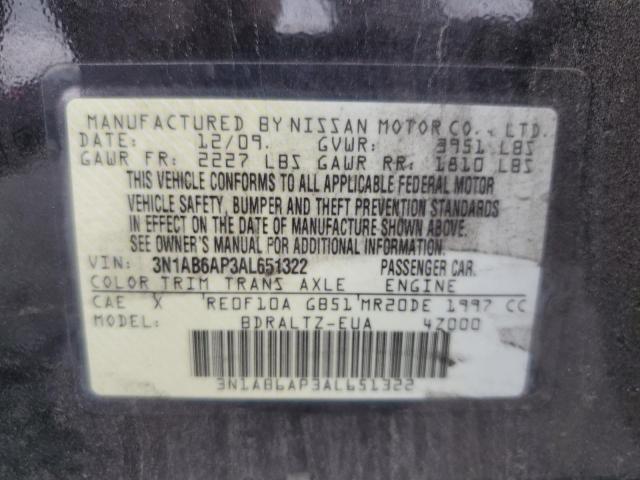 MANUFACTURED BY NISSAN MOTOR CO., LTD.
DATE: 12/09. GVWR: 3951 LBS
GAWR FR: 2227 LBS GAWR RR: 1810 LBS
THIS VEHICLE CONFORMS TO ALL APPLICABLE FEDERAL MOTOR
VEHICLE SAFETY, BUMPER AND THEFT PREVENTION STANDARDS
IN EFFECT ON THE DATE OF MANUFACTURE SHOWN ABOVE.
SEE OWNER'S MANUAL FOR ADDITIONAL INFORMATION.
VIN: 3N1AB6AP3AL651322 PASSENGER CAR.
COLOR TRIM TRANS AXLE ENGINE
CAE X RE0F10A GB51 MR20DE 1997 CC
MODEL: BDRALTZ-EUA 4Z000
3N1AB6AP3AL651322